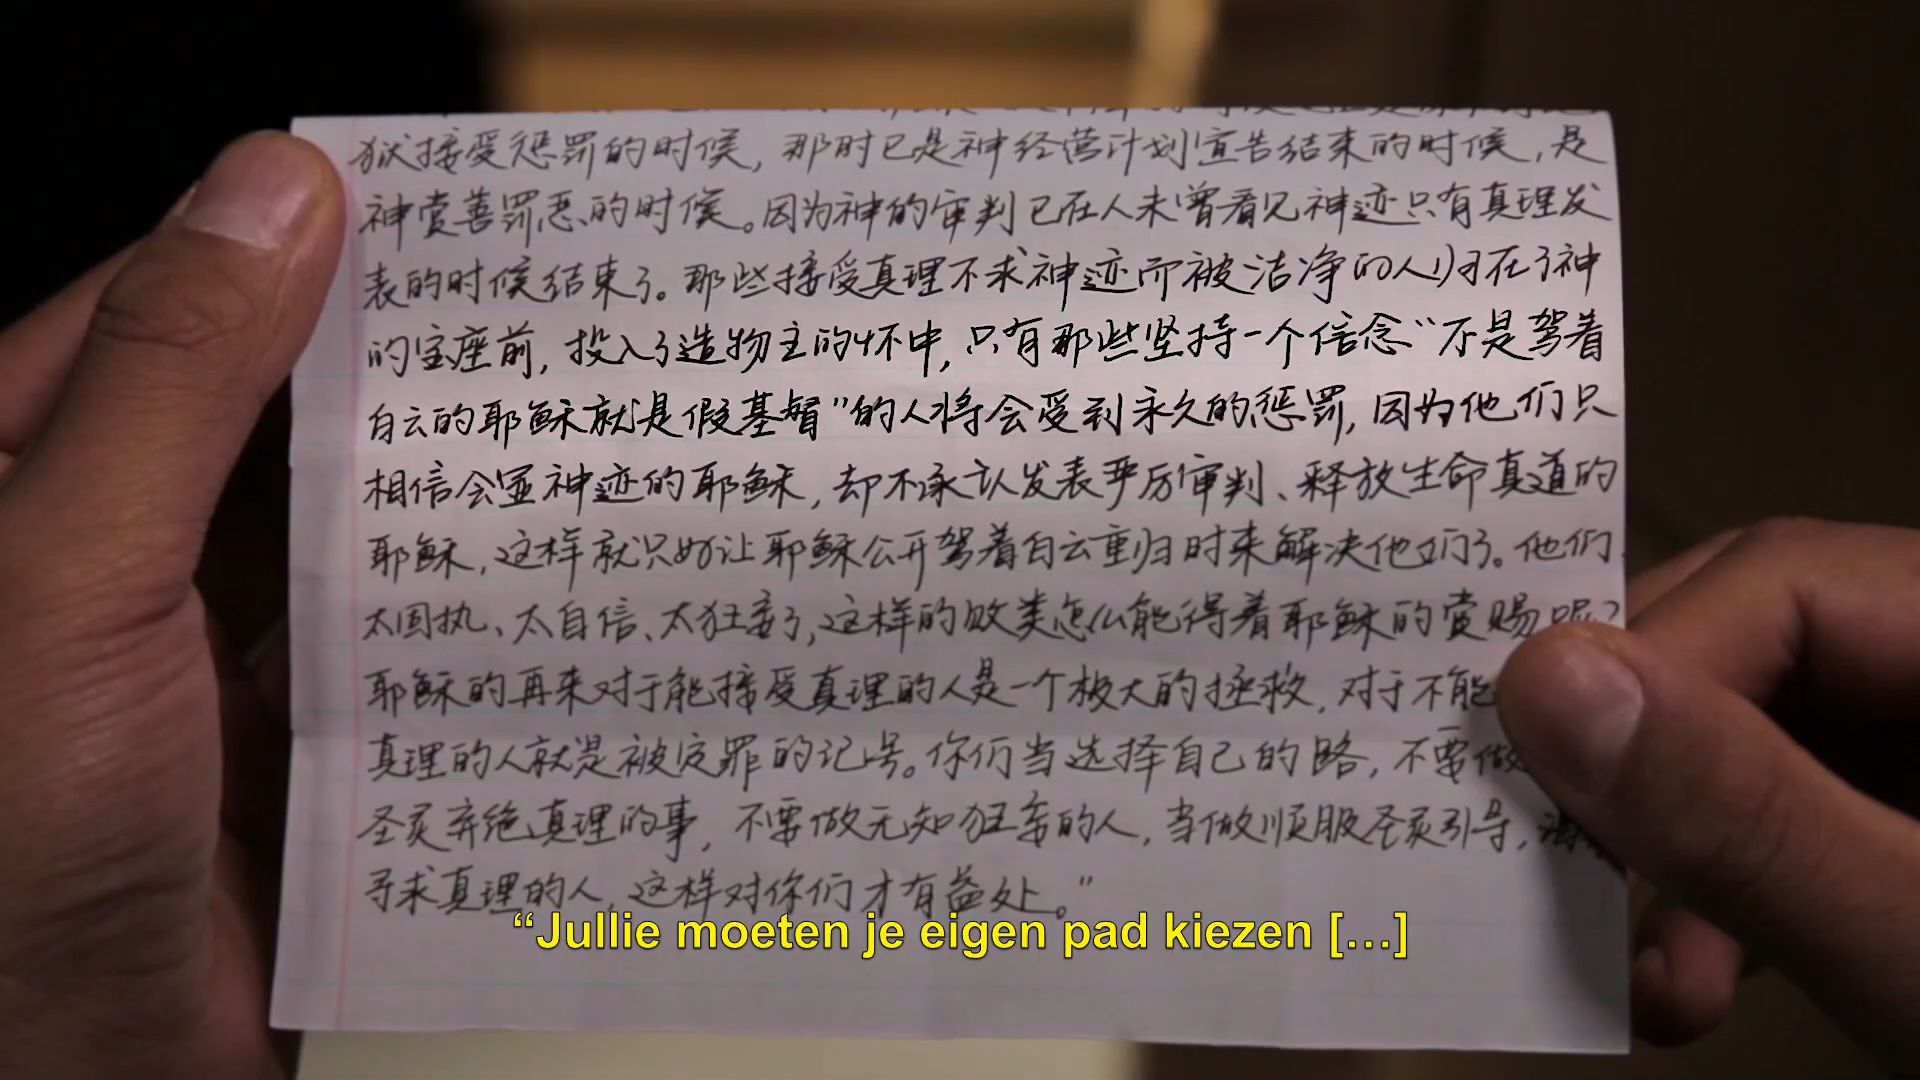 狱接受惩罚的时候,那时已是神经营计划宣告结束的时候,是
神赏善罚恶的时候。因为神的审判已在人未曾看见神迹只有真理发
表的时候结束了。那些接受真理不求神迹而被洁净的人归在了神
的宝座前,投入了造物主的怀中,只有那些坚持一个信念“不是驾着
白云的耶稣就是假基督”的人将会受到永久的惩罚,因为他们只
相信会显神迹的耶稣,却不承认发表严厉审判、释放生命真道的
耶稣,这样就只好让耶稣公开驾着白云重归时来解决他们了。他们
太固执、太自信、太狂妄了,这样的败类怎么能得着耶稣的赏赐呢?
耶稣的再来对于能接受真理的人是一个极大的拯救,对于不能
真理的人就是被定罪的记号。你们当选择自己的路,不要做
圣灵弃绝真理的事,不要做无知狂妄的人,当做顺服圣灵引导,
寻求真理的人,这样对你们才有益处。”
“Jullie moeten je eigen pad kiezen [...]